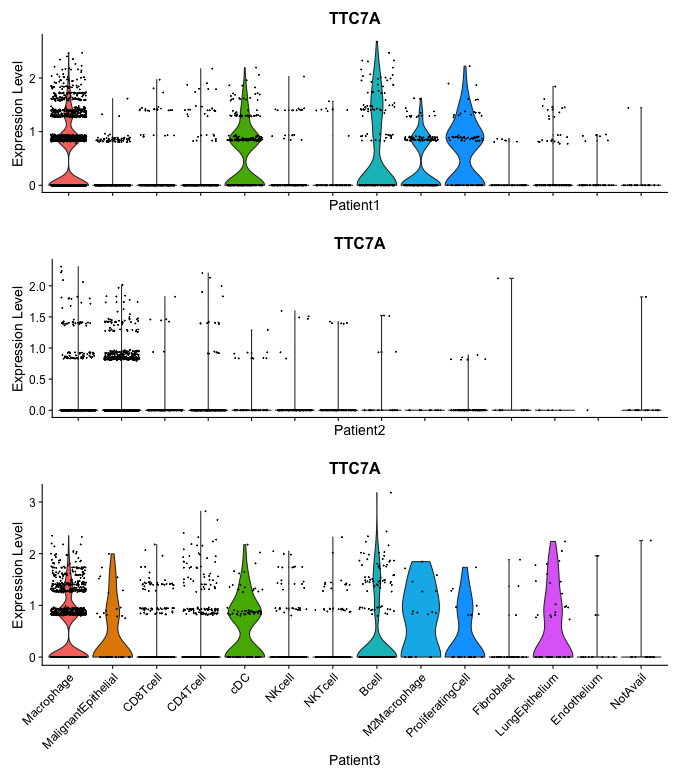 TTC7A
Expression Level
2
1
0
Patient1
TTC7A
Expression Level
2.0
1.5
1.0
0.5
0.0
Patient2
TTC7A
Expression Level
3
2
1
0
Macrophage
MalignantEpithelial
CD8Tcell
CD4Tcell
cDC
NKcell
NKTcell
Bcell
M2Macrophage
ProliferatingCell
Fibroblast
LungEpithelium
Endothelium
NotAvail
Patient3